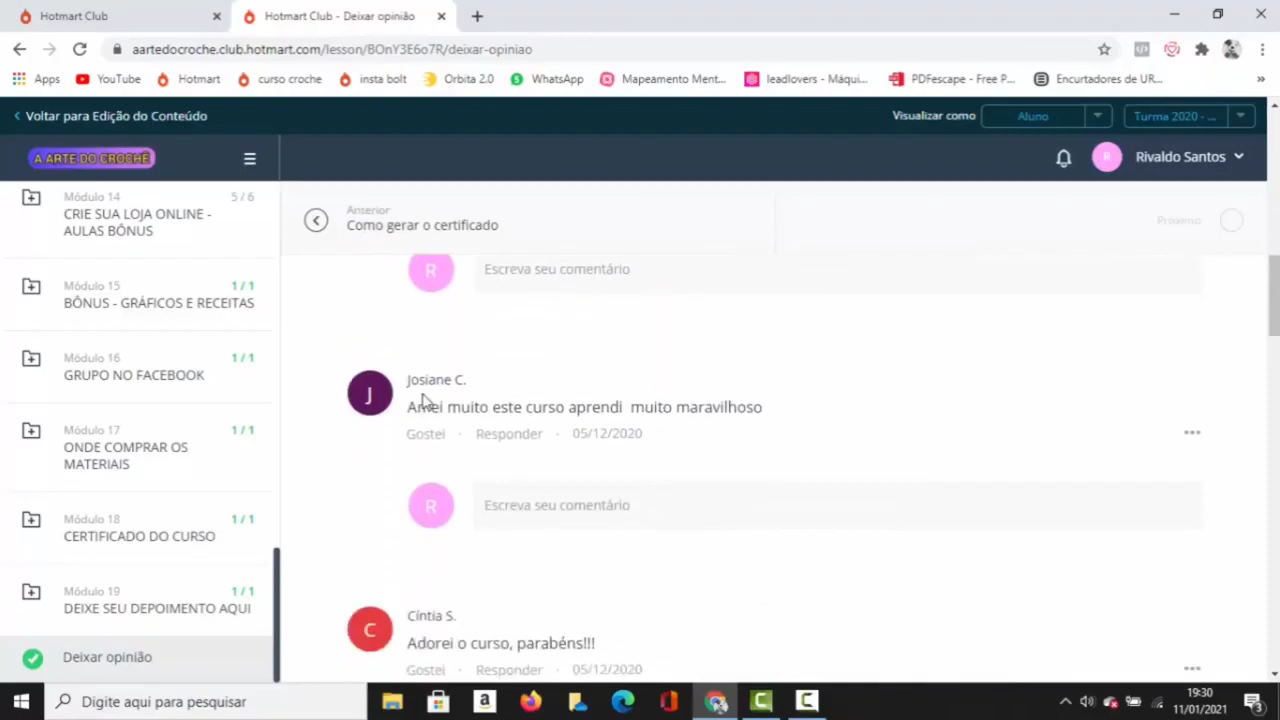 Hotmart Club
Hotmart Club - Deixar opinião
aartedocroche.club.hotmart.com/lesson/BOnY3E6o7R/deixar-opiniao
Apps
YouTube
Hotmart
curso croche
insta bolt
Orbita 2.0
WhatsApp
Mapeamento Ment...
leadlovers - Máqui...
PDFescape - Free P...
Encurtadores de UR...
Voltar para Edição do Conteúdo
Visualizar como
Aluno
Turma 2020 - ...
A ARTE DO CROCHÊ
R
Rivaldo Santos
Módulo 14
5 / 6
CRIE SUA LOJA ONLINE -
AULAS BÔNUS
Módulo 15
1 / 1
BÔNUS - GRÁFICOS E RECEITAS
Módulo 16
1 / 1
GRUPO NO FACEBOOK
Módulo 17
1 / 1
ONDE COMPRAR OS
MATERIAIS
Módulo 18
1 / 1
CERTIFICADO DO CURSO
Módulo 19
1 / 1
DEIXE SEU DEPOIMENTO AQUI
Deixar opinião
Anterior
Como gerar o certificado
Próximo
R
Escreva seu comentário
J
Josiane C.
Amei muito este curso aprendi muito maravilhoso
Gostei · Responder · 05/12/2020
R
Escreva seu comentário
C
Cíntia S.
Adorei o curso, parabéns!!!
Gostei · Responder · 05/12/2020
Digite aqui para pesquisar
19:30
11/01/2021
3